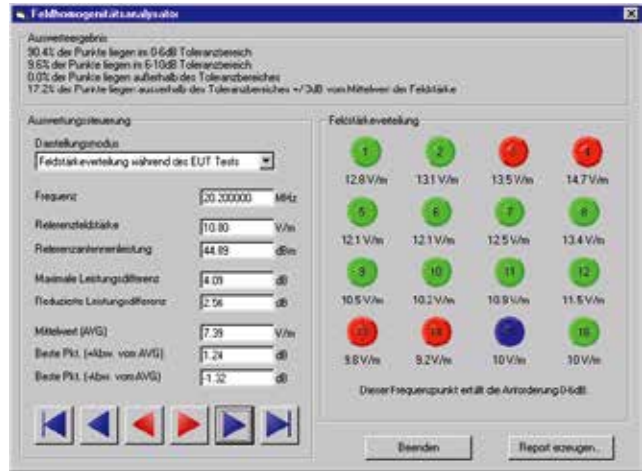 Feldhomogenitätsanalysator
Auswerteergebnis
90.4% der Punkte liegen im 0-6dB Toleranzbereich
9.6% der Punkte liegen im 6-10dB Toleranzbereich
0.0% der Punkte liegen außerhalb des Toleranzbereiches
17.2% der Punkte liegen ausserhalb des Toleranzbereiches +/-3dB vom Mittelwert der Feldstärke
Auswertungssteuerung
Darstellungsmodus
Feldstärkeverteilung während des EUT Tests
Frequenz 20.200000 MHz
Referenzfeldstärke 10.80 V/m
Referenzantennenleistung 44.89 dBm
Maximale Leistungsdifferenz 4.09 dB
Reduzierte Leistungsdifferenz 2.56 dB
Mittelwert (AVG) 7.39 V/m
Beste Pkt. (+Abw. vom AVG) 1.24 dB
Beste Pkt. (-Abw. vom AVG) -1.32 dB
Feldstärkeverteilung
1 2 3 4
12.8 V/m 13.1 V/m 13.5 V/m 14.7 V/m
5 6 7 8
12.1 V/m 12.1 V/m 12.5 V/m 13.4 V/m
9 10 11 12
10.5 V/m 10.2 V/m 10.9 V/m 11.5 V/m
13 14 16
9.8 V/m 9.2 V/m 10 V/m 10 V/m
Dieser Frequenzpunkt erfüllt die Anforderung 0-6dB.
Beenden
Report erzeugen...